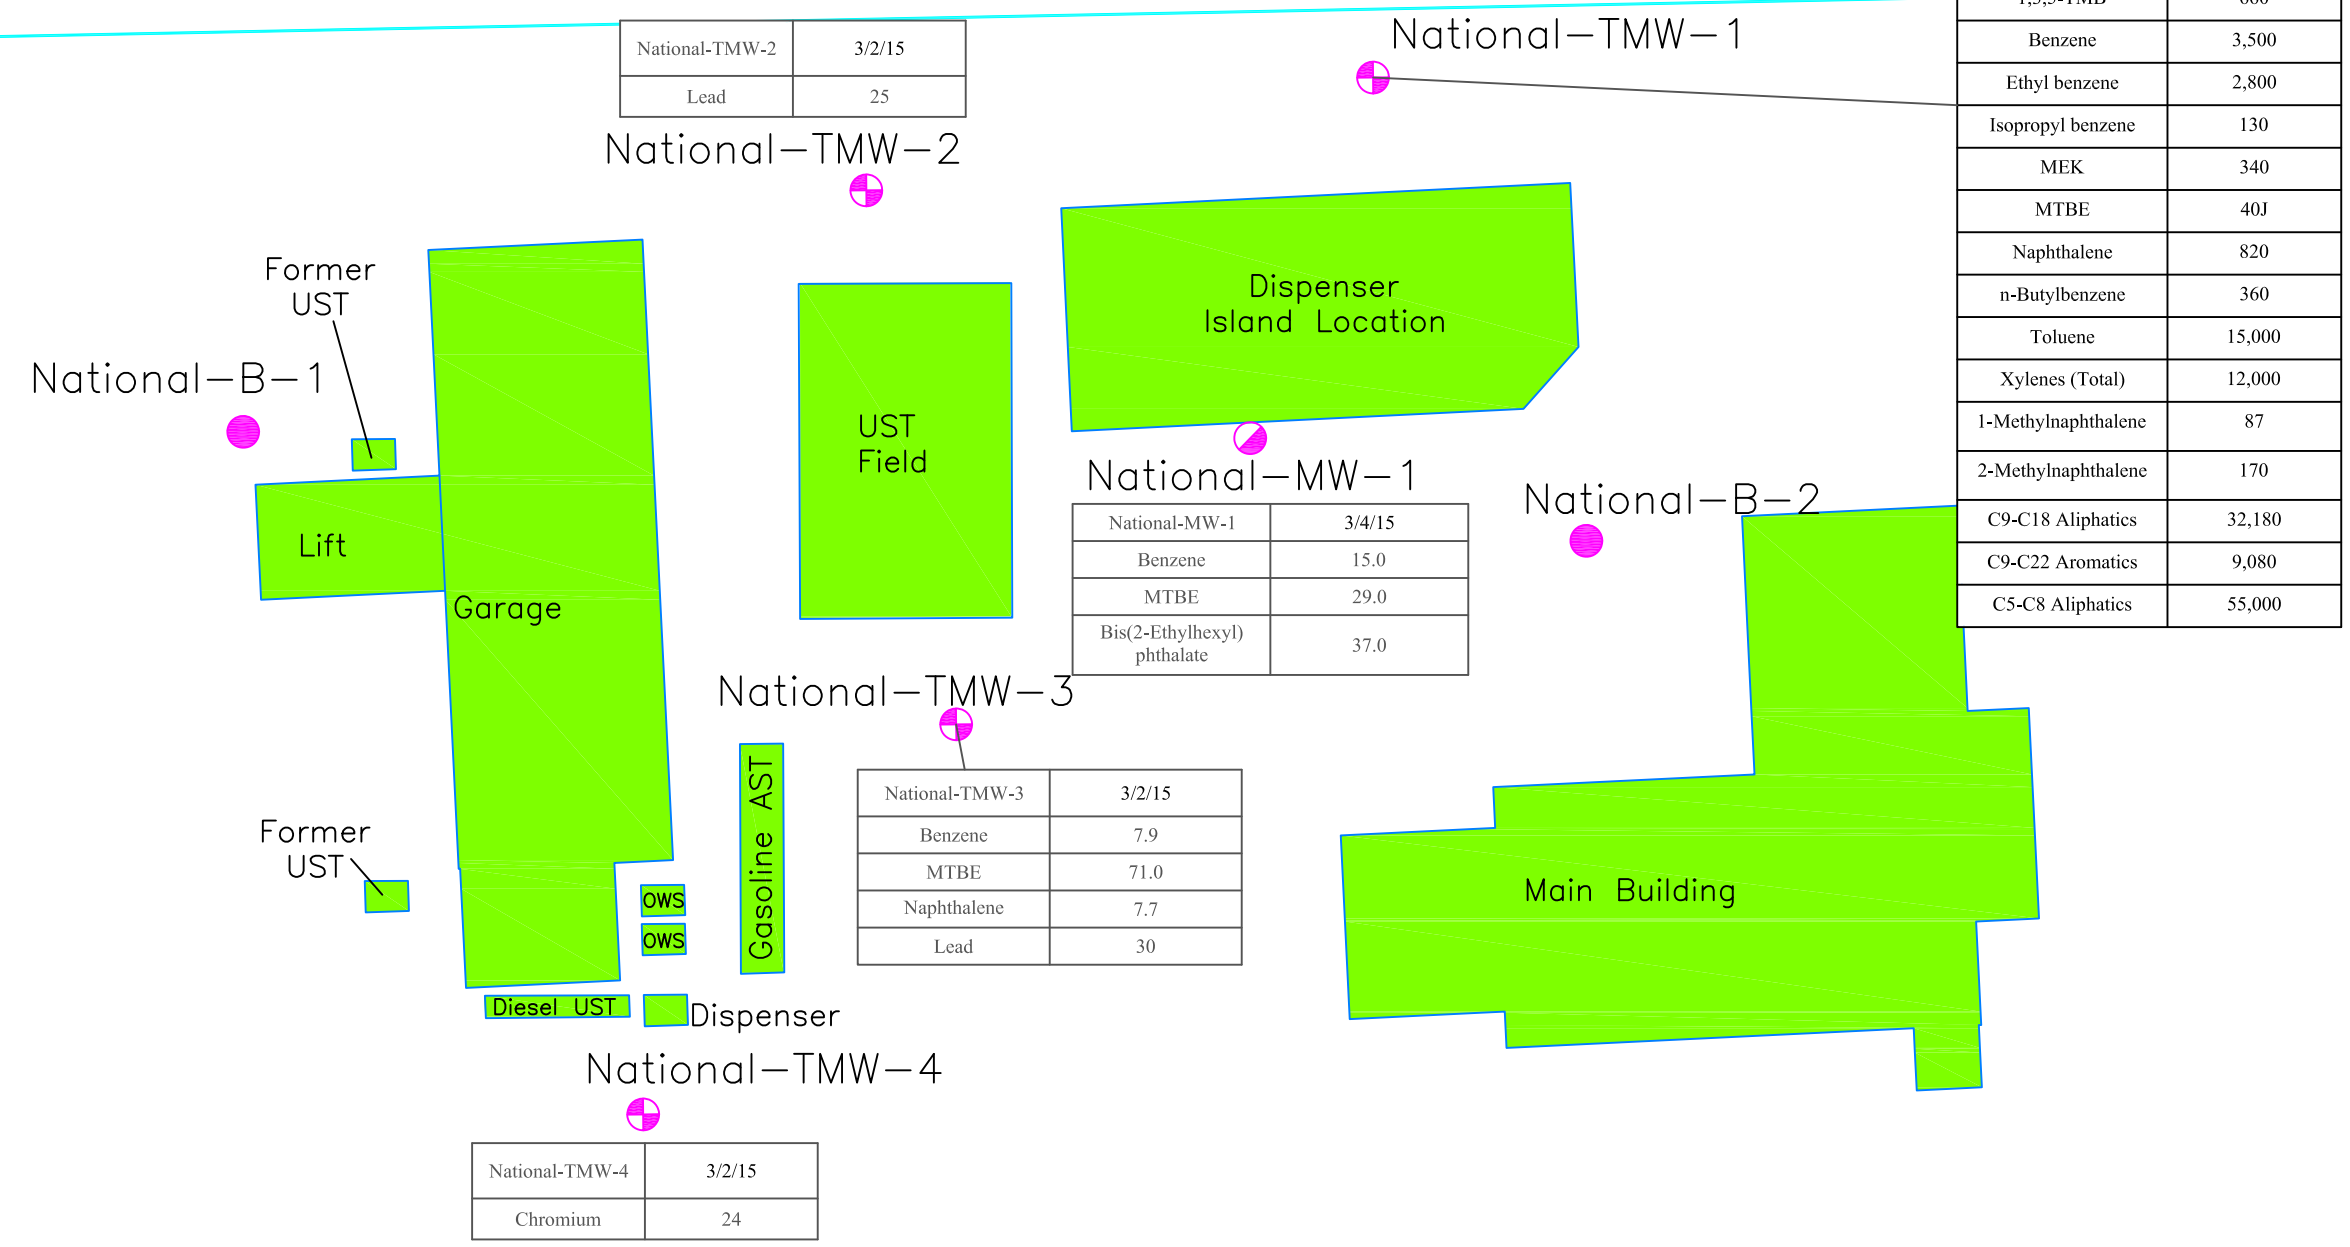 National-TMW-2 3/2/15
Lead 25
National-TMW-2
National-TMW-1
Benzene 3,500
Ethyl benzene 2,800
Isopropyl benzene 130
MEK 340
MTBE 40J
Naphthalene 820
n-Butylbenzene 360
Toluene 15,000
Xylenes (Total) 12,000
1-Methylnaphthalene 87
2-Methylnaphthalene 170
C9-C18 Aliphatics 32,180
C9-C22 Aromatics 9,080
C5-C8 Aliphatics 55,000
Former
UST
National-B-1
Lift
Garage
UST
Field
Dispenser
Island Location
National-MW-1
National-MW-1 3/4/15
Benzene 15.0
MTBE 29.0
Bis(2-Ethylhexyl)
phthalate 37.0
National-B-2
National-TMW-3
National-TMW-3 3/2/15
Benzene 7.9
MTBE 71.0
Naphthalene 7.7
Lead 30
Gasoline AST
Former
UST
OWS
OWS
Diesel UST
Dispenser
Main Building
National-TMW-4
National-TMW-4 3/2/15
Chromium 24